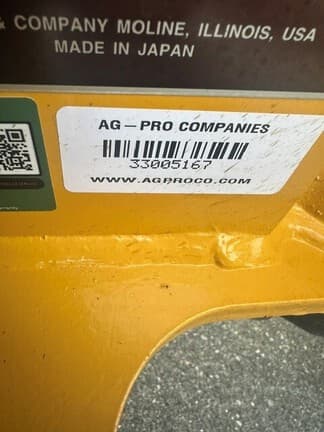 & COMPANY MOLINE, ILLINOIS, USA
MADE IN JAPAN
AG-PRO COMPANIES
33005167
WWW.AGPROCO.COM